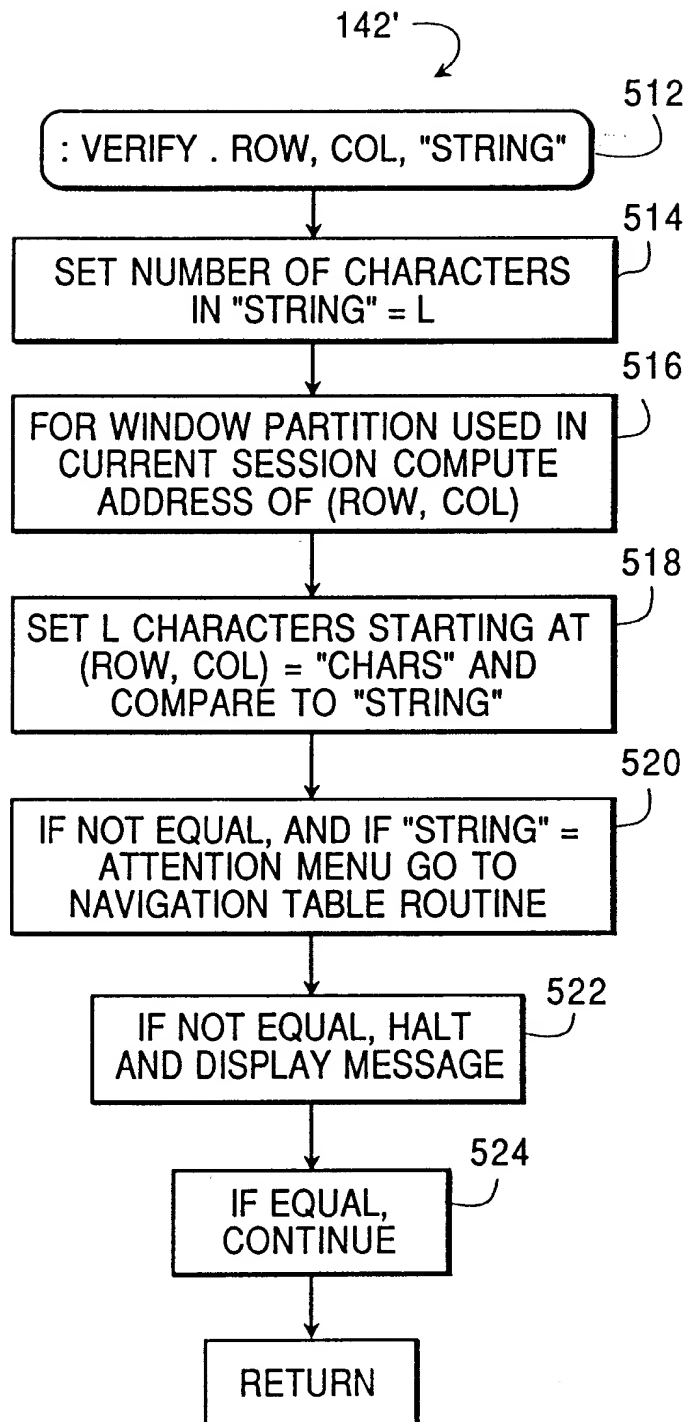 142'
512
: VERIFY . ROW, COL, "STRING"
514
SET NUMBER OF CHARACTERS
IN "STRING" = L
516
FOR WINDOW PARTITION USED IN
CURRENT SESSION COMPUTE
ADDRESS OF (ROW, COL)
518
SET L CHARACTERS STARTING AT
(ROW, COL) = "CHARS" AND
COMPARE TO "STRING"
520
IF NOT EQUAL, AND IF "STRING" =
ATTENTION MENU GO TO
NAVIGATION TABLE ROUTINE
522
IF NOT EQUAL, HALT
AND DISPLAY MESSAGE
524
IF EQUAL,
CONTINUE
RETURN